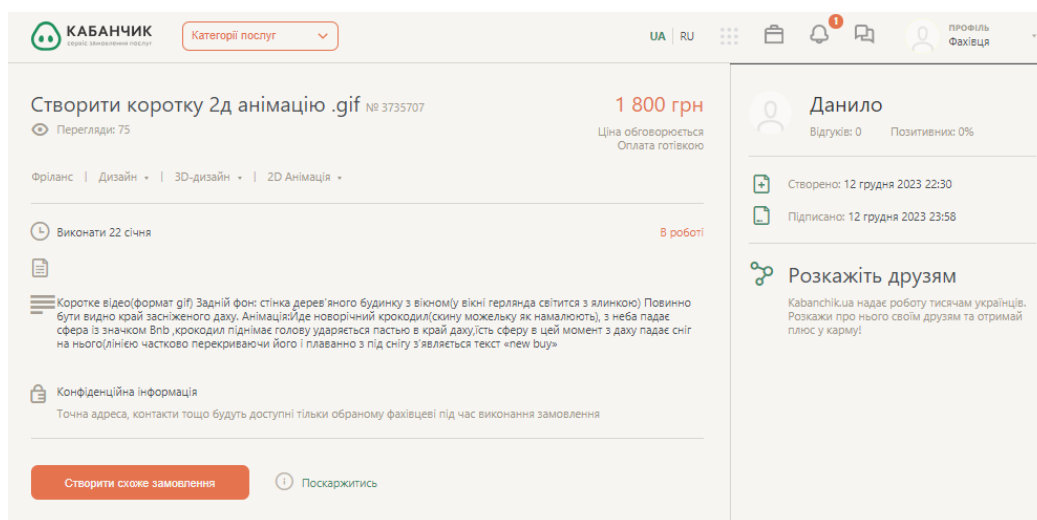 КАБАНЧИК
сервіс замовлення послуг
Категорії послуг
UA | RU
1
ПРОФІЛЬ
Фахівця
Створити коротку 2д анімацію .gif № 3735707
Перегляди: 75
1 800 грн
Ціна обговорюється
Оплата готівкою
Фріланс | Дизайн | 3D-дизайн | 2D Анімація
Виконати 22 січня
В роботі
Коротке відео(формат gif) Задній фон: стінка дерев'яного будинку з вікном(у вікні герлянда світится з ялинкою) Повинно
бути видно край засніженого даху. Анімація:Йде новорічний крокодил(скину можельку як намалюють), з неба падає
сфера із значком Bnb ,крокодил піднімає голову ударяється пастью в край даху,їсть сферу в цей момент з даху падає сніг
на нього(лінією частково перекриваючи його і плаванно з під снігу з'являється текст «new buy»
Конфіденційна інформація
Точна адреса, контакти тощо будуть доступні тільки обраному фахівцеві під час виконання замовлення
Створити схоже замовлення
Поскаржитись
Данило
Відгуків: 0 Позитивних: 0%
Створено: 12 грудня 2023 22:30
Підписано: 12 грудня 2023 23:58
Розкажіть друзям
Kabanchik.ua надає роботу тисячам українців.
Розкажи про нього своїм друзям та отримай
плюс у карму!